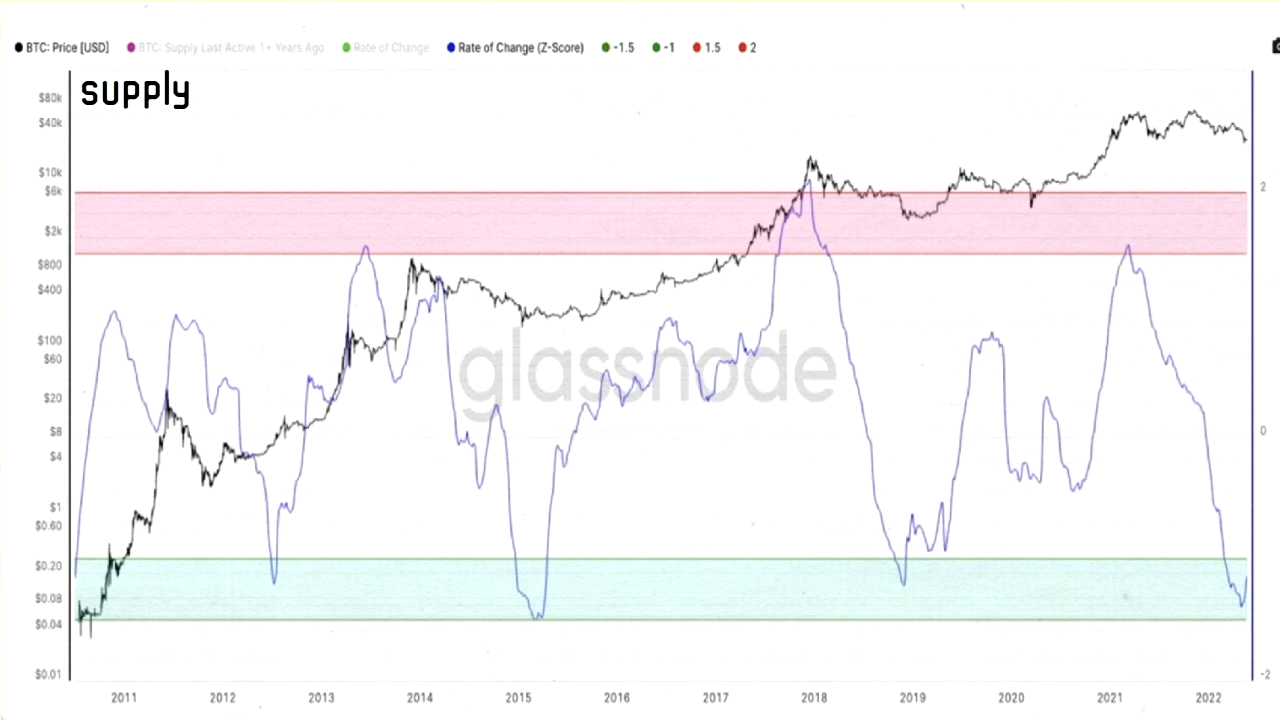 BTC: Price [USD] BTC: Supply Last Active 1+ Years Ago Rate of Change Rate of Change (Z-Score) -1.5 -1 1.5 2
supply
$80k
$40k
$10k
$6k
2
$2k
$800
$400
$100
$60
glassnode
$20
$8
0
$4
$1
$0.60
$0.20
$0.08
$0.04
$0.01
-2
2011 2012 2013 2014 2015 2016 2017 2018 2019 2020 2021 2022